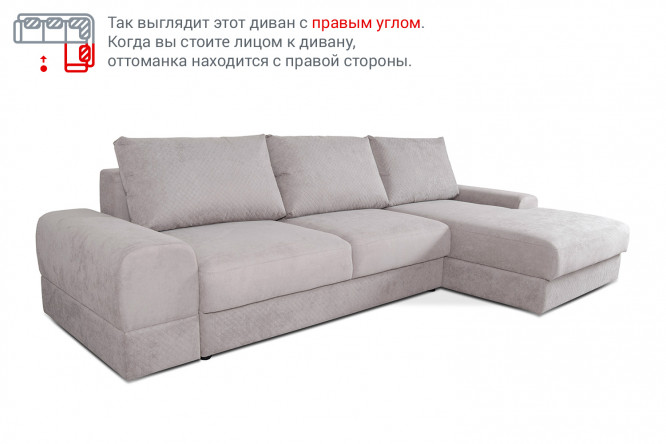 Так выглядит этот диван с правым углом.
Когда вы стоите лицом к дивану,
оттоманка находится с правой стороны.